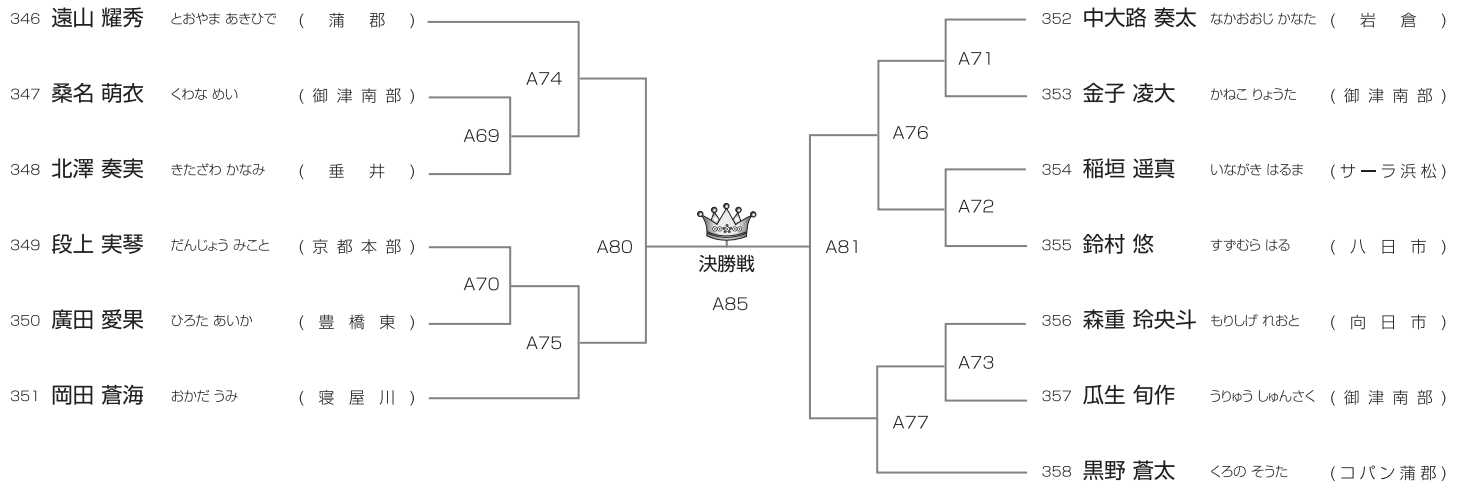 346 遠山 耀秀 とおやま あきひで (蒲郡)
A74
347 桑名 萌衣 くわな めい (御津南部)
A69
348 北澤 奏実 きたざわ かなみ (垂井)
349 段上 実琴 だんじょう みこと (京都本部)
A80
A70
350 廣田 愛果 ひろた あいか (豊橋東)
A75
351 岡田 蒼海 おかだ うみ (寝屋川)
決勝戦
A85
352 中大路 奏太 なかおおじ かなた (岩倉)
A71
353 金子 凌大 かねこ りょうた (御津南部)
A76
354 稲垣 遥真 いながき はるま (サーラ浜松)
A72
355 鈴村 悠 すずむら はる (八日市)
A81
356 森重 玲央斗 もりしげ れおと (向日市)
A73
357 瓜生 旬作 うりゅう しゅんさく (御津南部)
A77
358 黒野 蒼太 くろの そうた (コパン蒲郡)